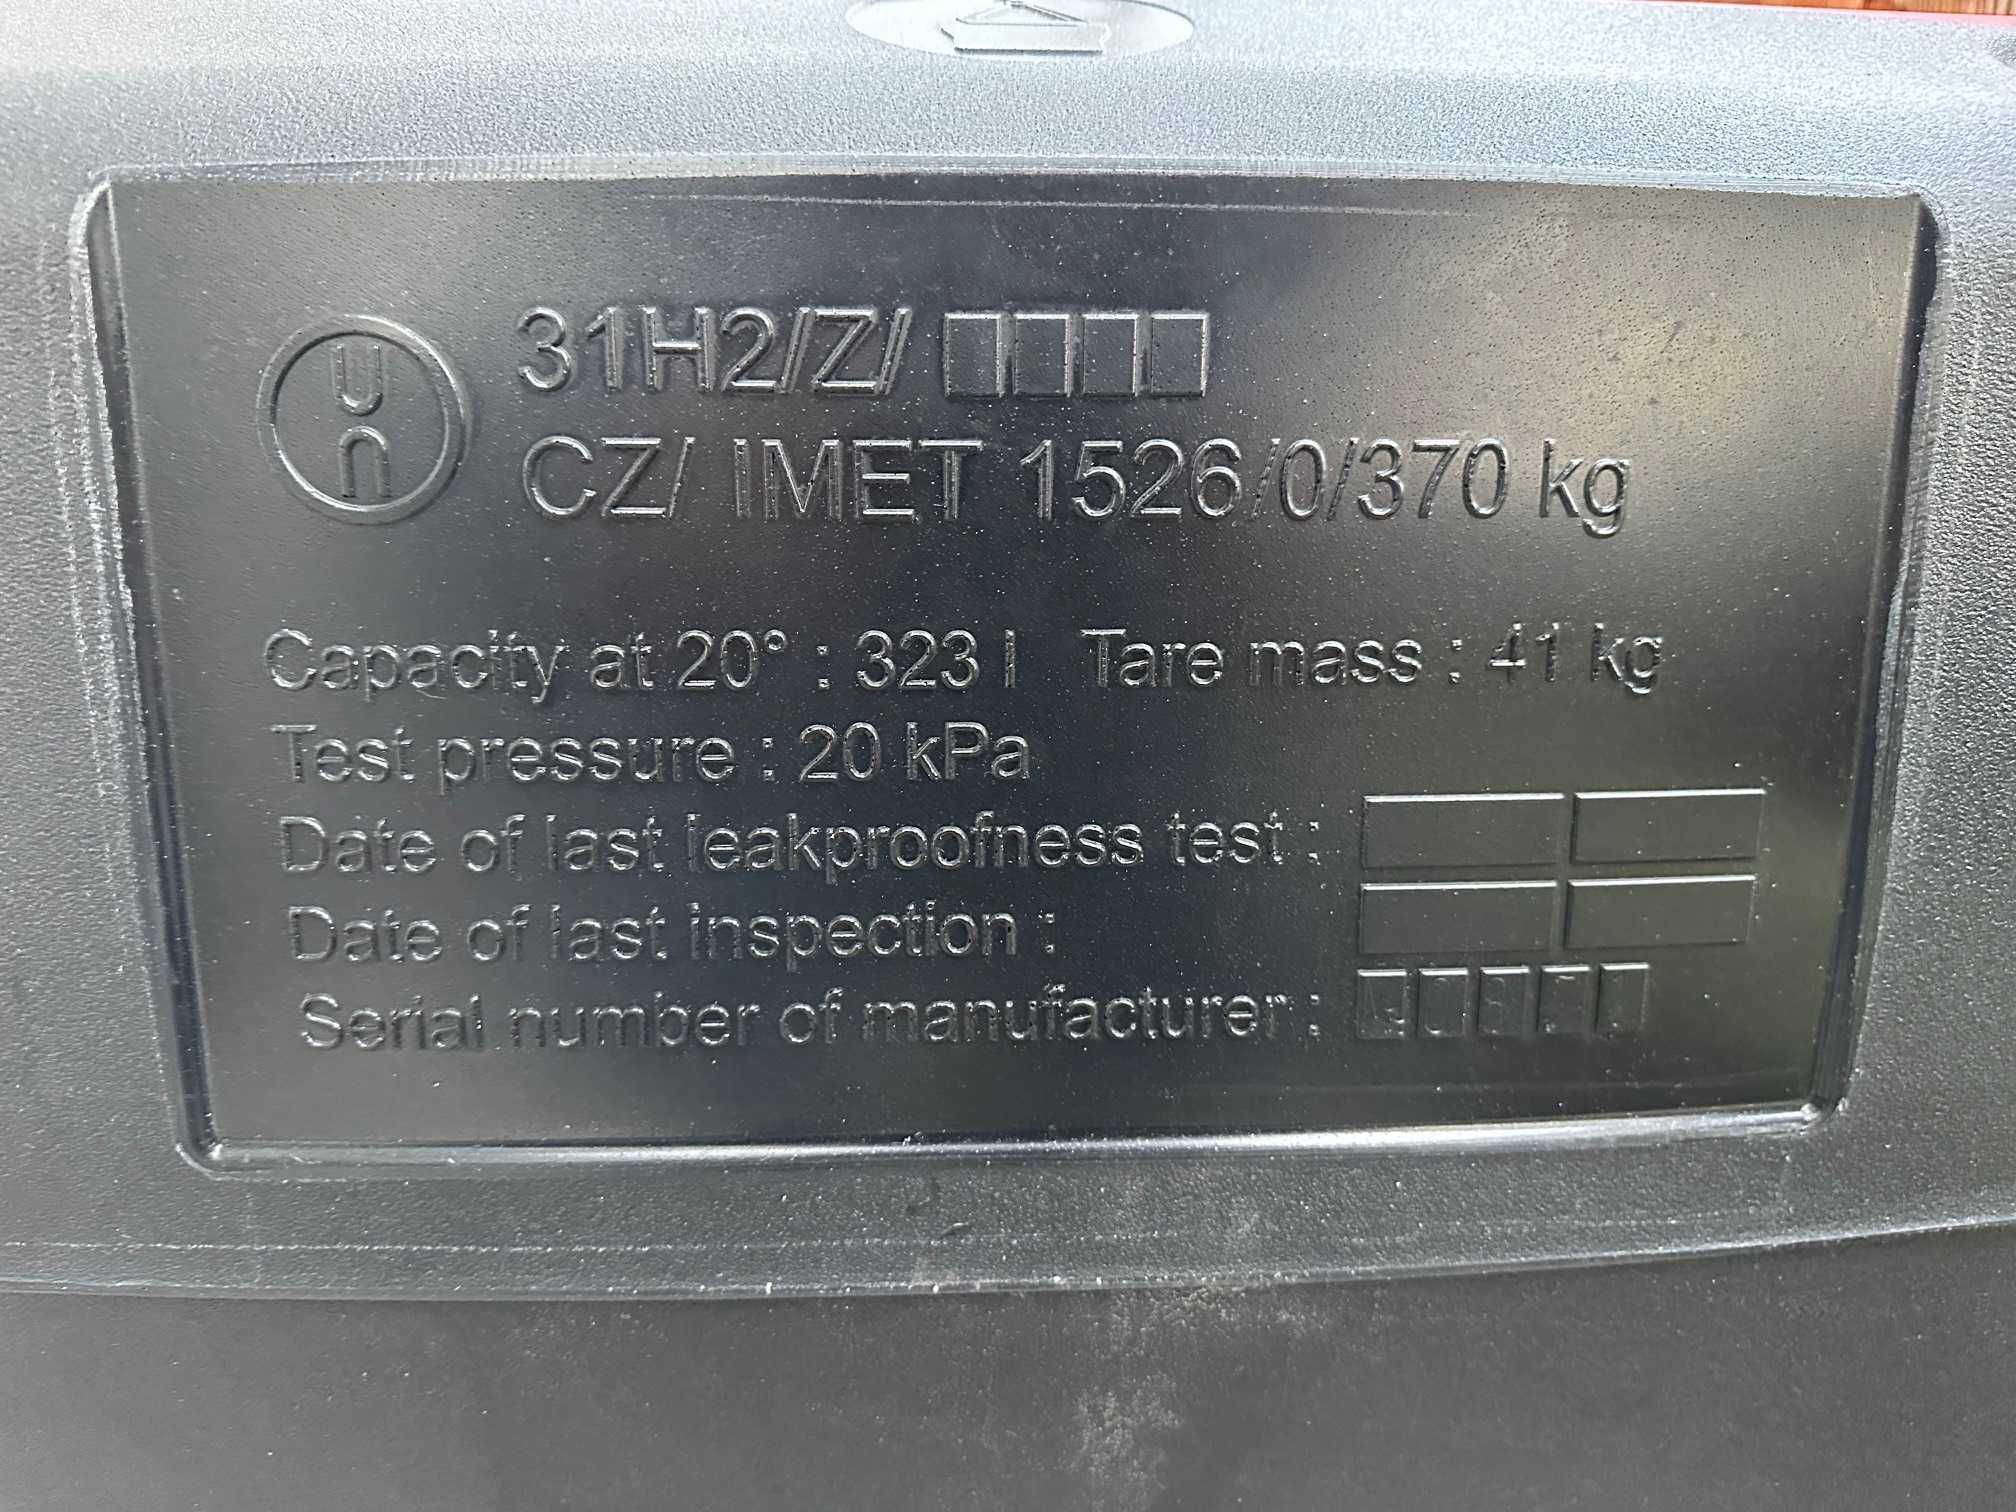 un
31H2/Z/
CZ/ IMET 1526/0/370 kg
Capacity at 20° : 323 l Tare mass : 41 kg
Test pressure : 20 kPa
Date of last leakproofness test :
Date of last inspection :
Serial number of manufacturer :